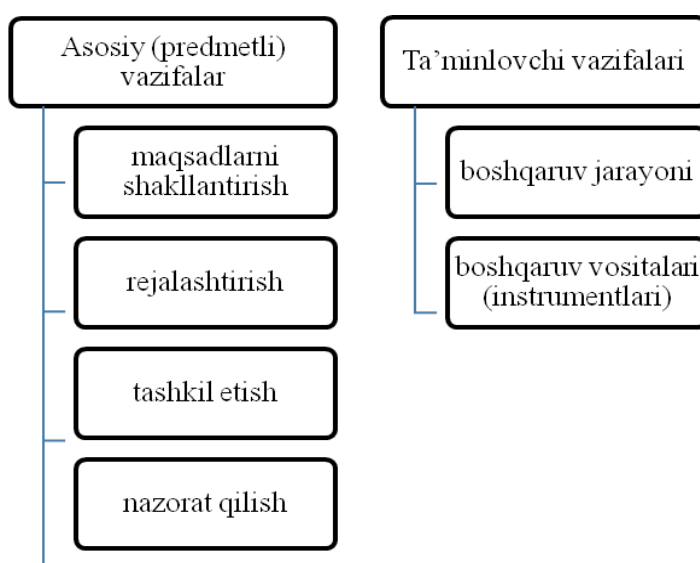 Asosiy (predmetli)
vazifalar
maqsadlarni
shakllantirish
rejalashtirish
tashkil etish
nazorat qilish
Ta’minlovchi vazifalari
boshqaruv jarayoni
boshqaruv vositalari
(instrumentlari)